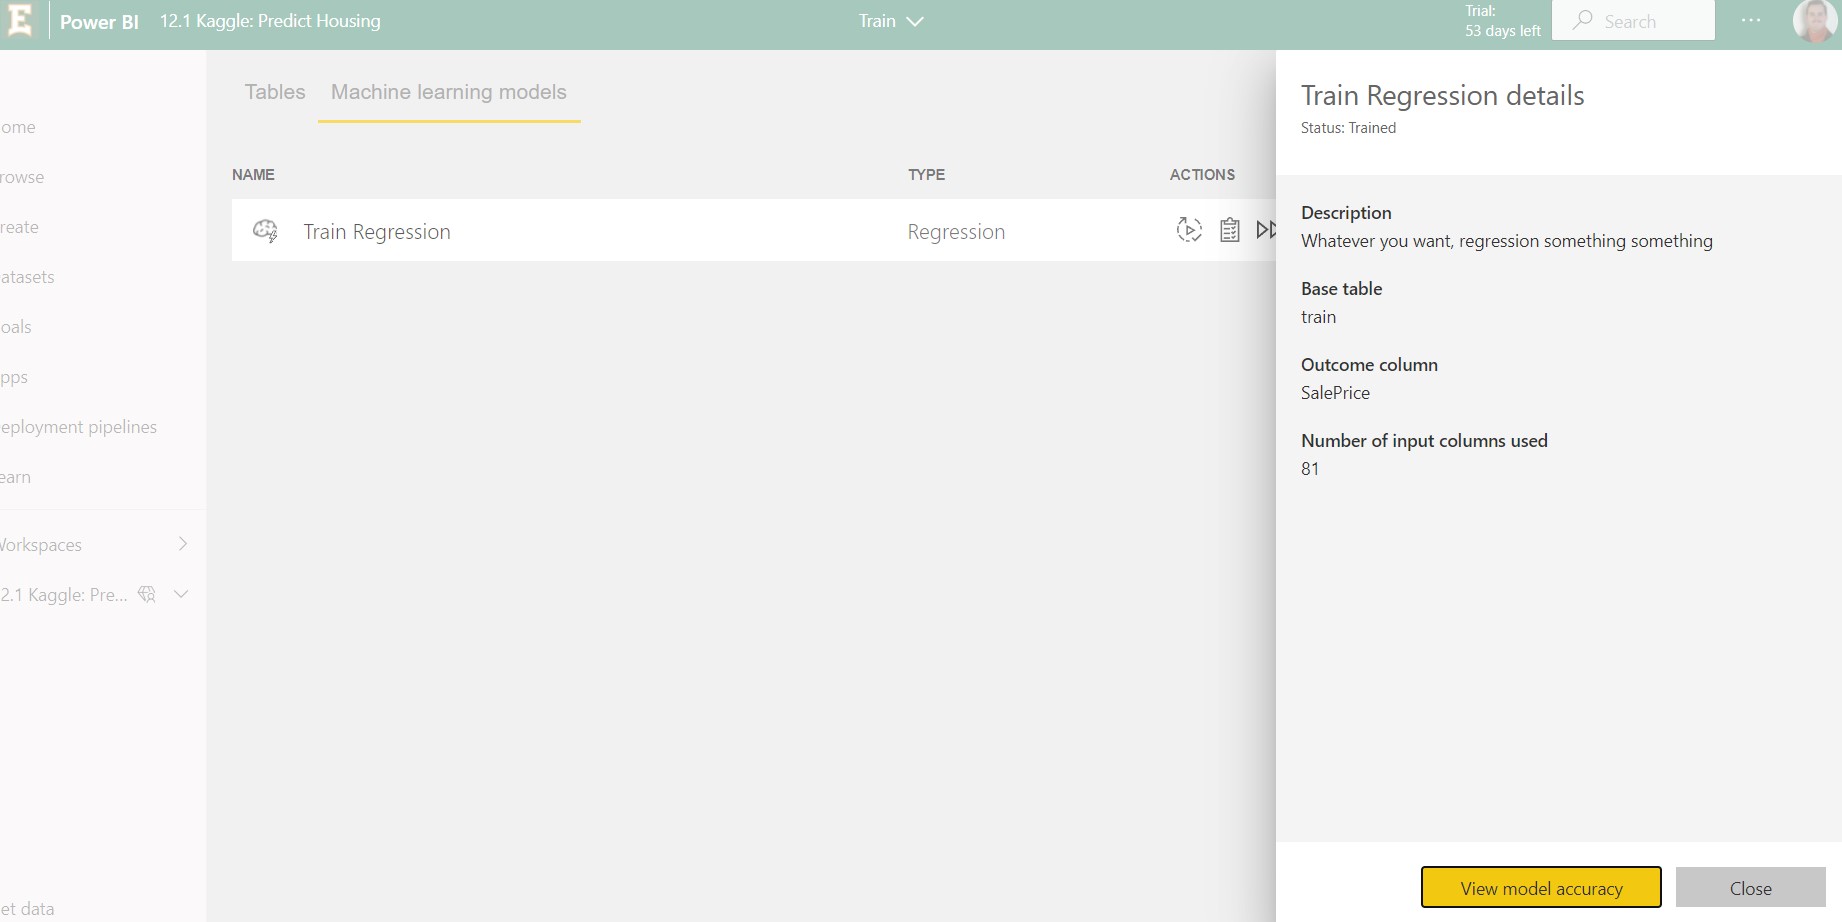 E Power BI 12.1 Kaggle: Predict Housing Train Trial:
53 days left Search
Tables Machine learning models
ome
rowse
reate
atasets
oals
pps
eployment pipelines
earn
Workspaces
2.1 Kaggle: Pre...
et data
NAME TYPE ACTIONS
Train Regression Regression
Train Regression details
Status: Trained
Description
Whatever you want, regression something something
Base table
train
Outcome column
SalePrice
Number of input columns used
81
View model accuracy Close